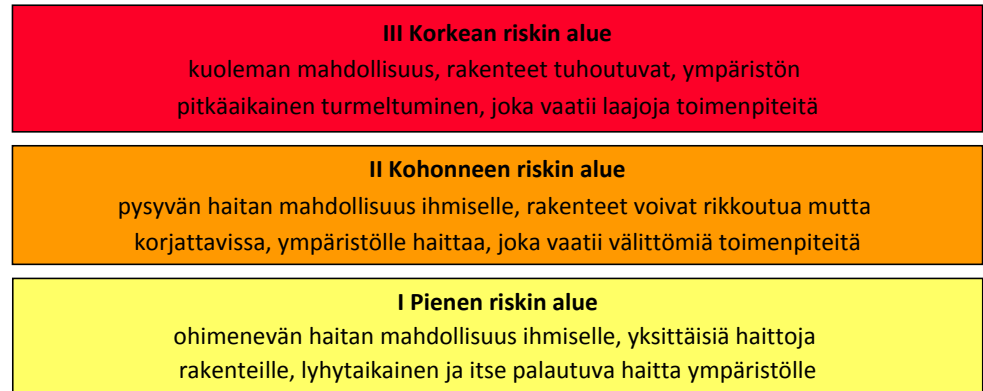 III Korkean riskin alue
kuoleman mahdollisuus, rakenteet tuhoutuvat, ympäristön
pitkäaikainen turmeltuminen, joka vaatii laajoja toimenpiteitä
II Kohonneen riskin alue
pysyvän haitan mahdollisuus ihmiselle, rakenteet voivat rikkoutua mutta
korjattavissa, ympäristölle haittaa, joka vaatii välittömiä toimenpiteitä
I Pienen riskin alue
ohimenevän haitan mahdollisuus ihmiselle, yksittäisiä haittoja
rakenteille, lyhytaikainen ja itse palautuva haitta ympäristölle